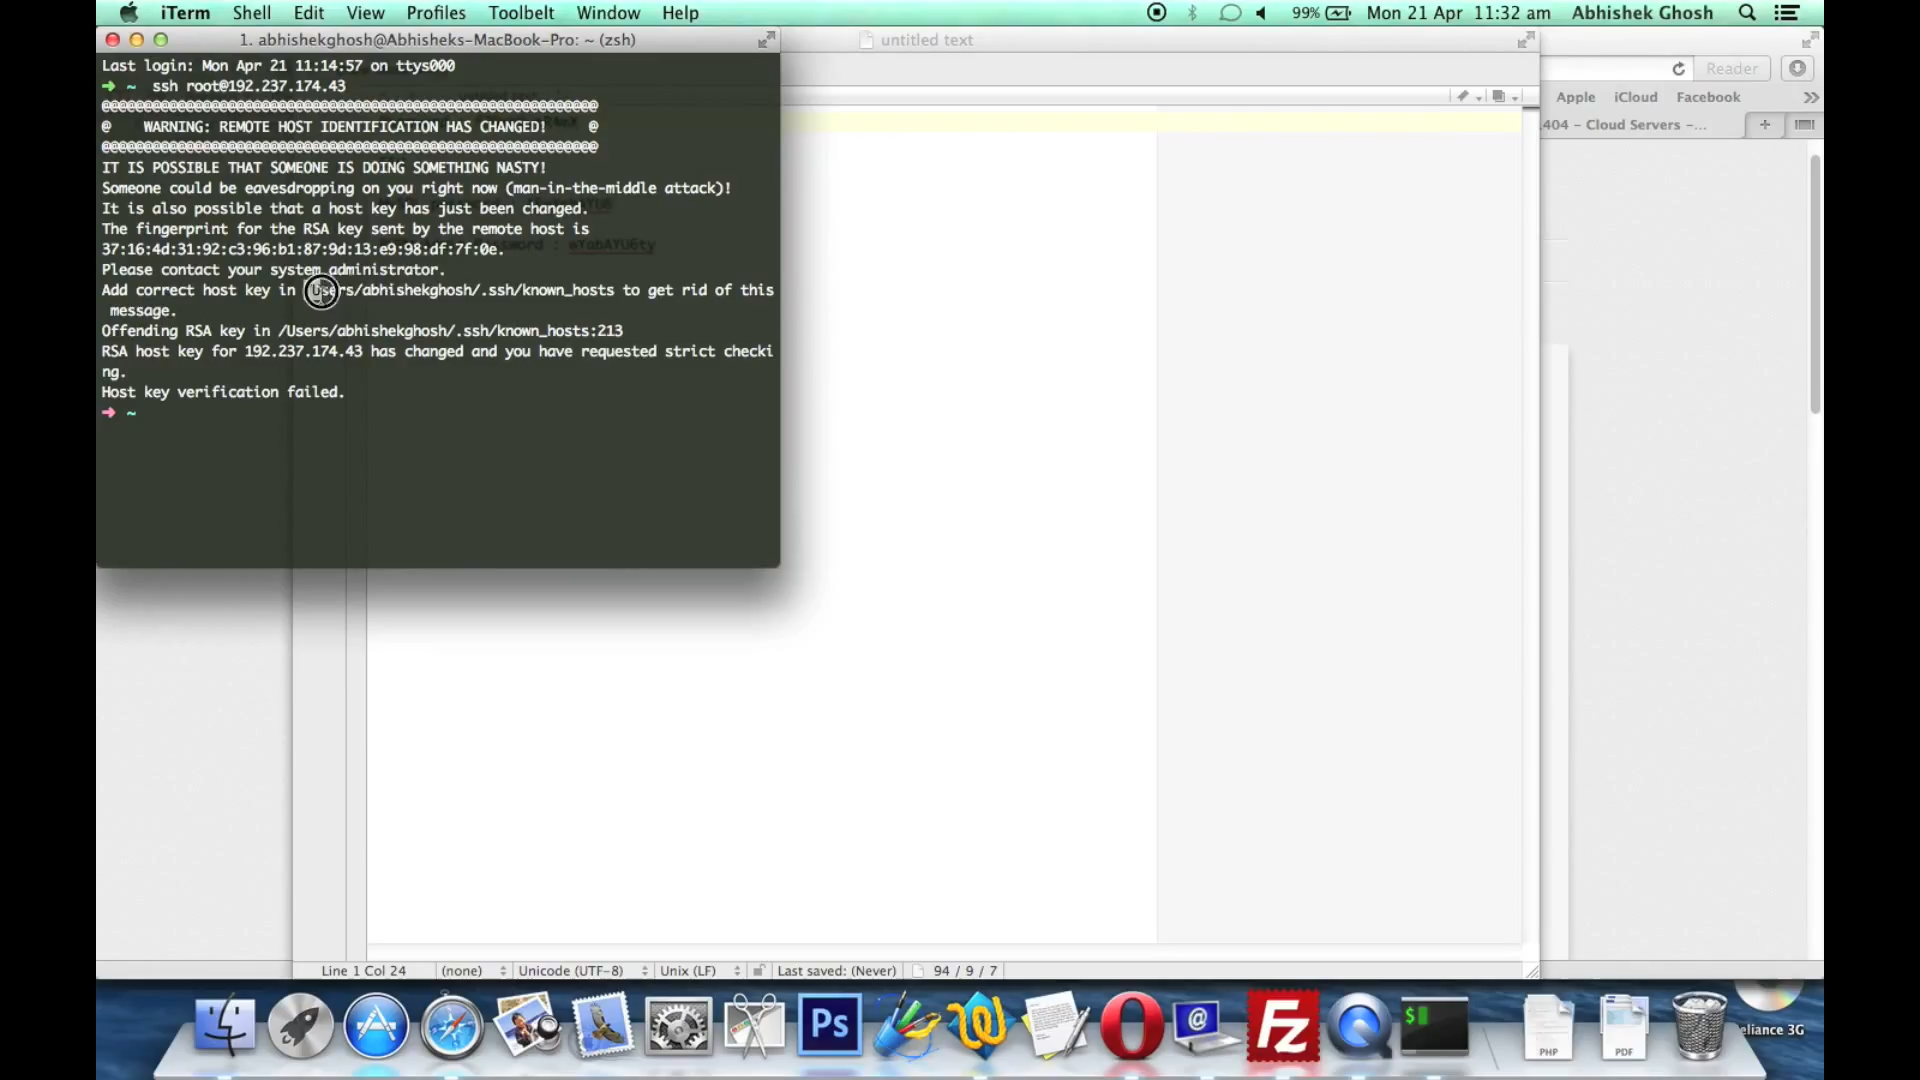 iTerm Shell Edit View Profiles Toolbelt Window Help 99% Mon 21 Apr 11:32 am Abhishek Ghosh
1. abhishekghosh@Abhisheks-MacBook-Pro: ~ (zsh)
untitled text
Last login: Mon Apr 21 11:14:57 on ttys000
➜ ~ ssh root@192.237.174.43
@@@@@@@@@@@@@@@@@@@@@@@@@@@@@@@@@@@@@@@@@@@@@@@@@@@@@@@@@@@
@ WARNING: REMOTE HOST IDENTIFICATION HAS CHANGED! @
@@@@@@@@@@@@@@@@@@@@@@@@@@@@@@@@@@@@@@@@@@@@@@@@@@@@@@@@@@@
IT IS POSSIBLE THAT SOMEONE IS DOING SOMETHING NASTY!
Someone could be eavesdropping on you right now (man-in-the-middle attack)!
It is also possible that a host key has just been changed.
The fingerprint for the RSA key sent by the remote host is
37:16:4d:31:92:c3:96:b1:87:9d:13:e9:98:df:7f:0e.
Please contact your system administrator.
Add correct host key in /Users/abhishekghosh/.ssh/known_hosts to get rid of this
message.
Offending RSA key in /Users/abhishekghosh/.ssh/known_hosts:213
RSA host key for 192.237.174.43 has changed and you have requested strict checki
ng.
Host key verification failed.
➜ ~
Reader
Apple iCloud Facebook
404 – Cloud Servers –...
Line 1 Col 24 (none) Unicode (UTF-8) Unix (LF) Last saved: (Never) 94 / 9 / 7
Ps
@
Fz
$
PHP
PDF
eliance 3G